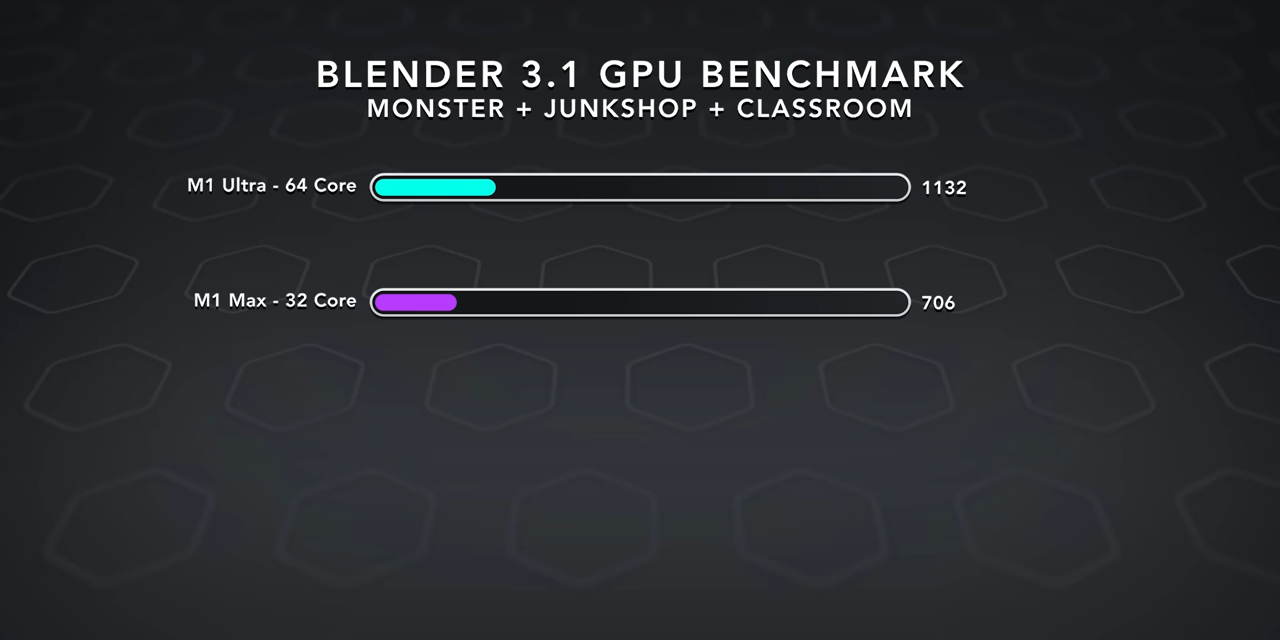 BLENDER 3.1 GPU BENCHMARK
MONSTER + JUNKSHOP + CLASSROOM
M1 Ultra - 64 Core 1132
M1 Max - 32 Core 706